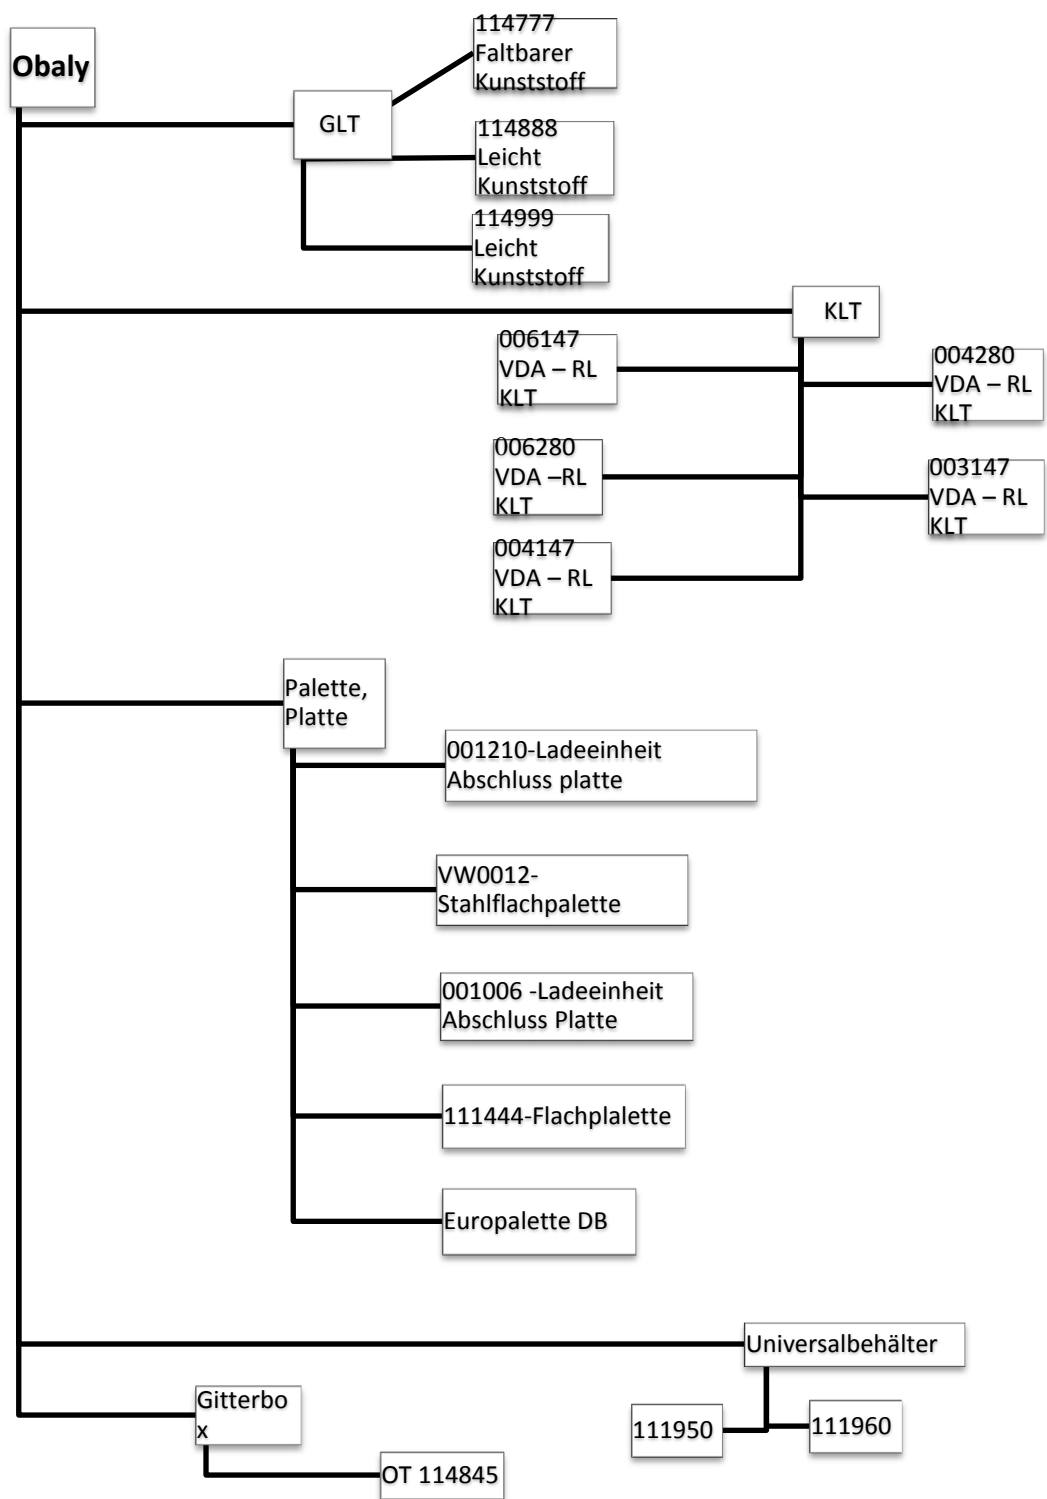 Obaly
114777
Faltbarer
Kunststoff
GLT
114888
Leicht
Kunststoff
114999
Leicht
Kunststoff
KLT
006147
VDA – RL
KLT
004280
VDA – RL
KLT
006280
VDA –RL
KLT
003147
VDA – RL
KLT
004147
VDA – RL
KLT
Palette,
Platte
001210-Ladeeinheit
Abschluss platte
VW0012-
Stahlflachpalette
001006 -Ladeeinheit
Abschluss Platte
111444-Flachplalette
Europalette DB
Universalbehälter
111950
111960
Gitterbo
x
OT 114845